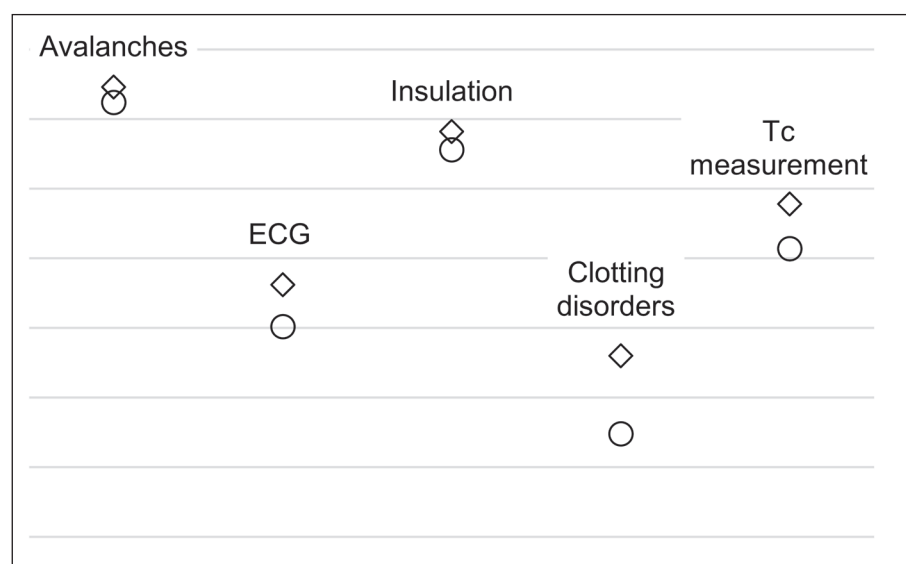 Avalanches
Insulation
Tc
measurement
ECG
Clotting
disorders